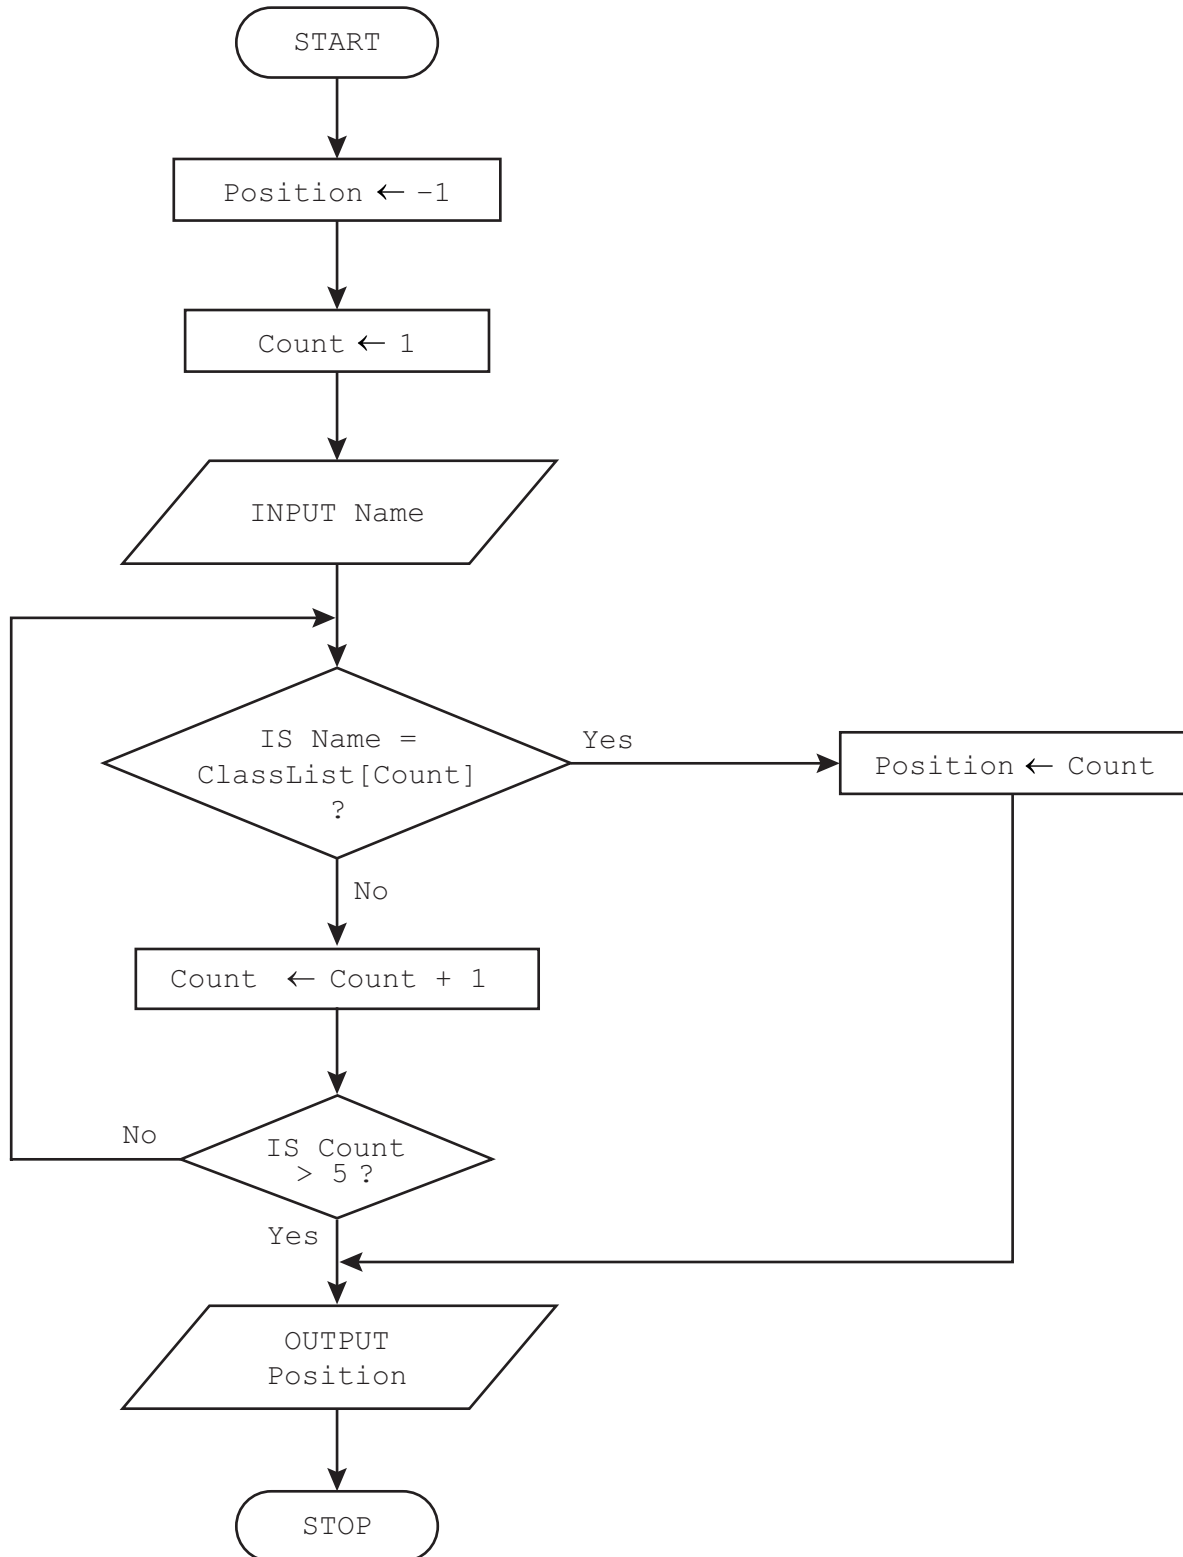 START
Position ← −1
Count ← 1
INPUT Name
IS Name =
ClassList[Count]
?
Yes
Position ← Count
No
Count ← Count + 1
No
IS Count
> 5 ?
Yes
OUTPUT
Position
STOP